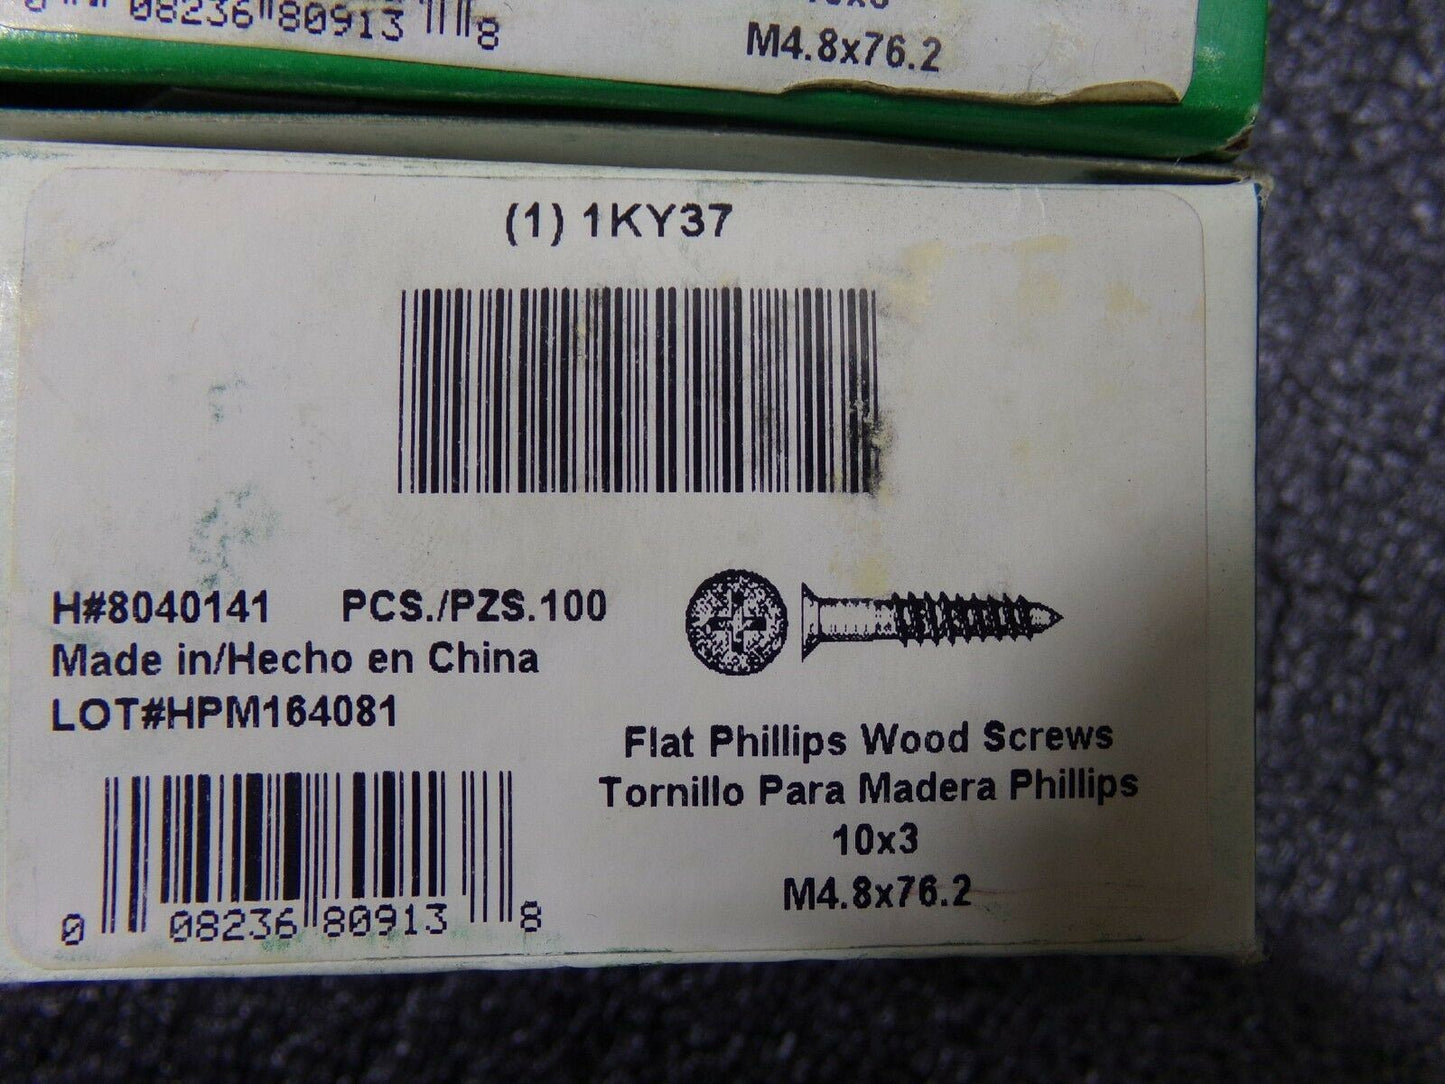 08236 80913 8
M4.8x76.2
(1) 1KY37
H#8040141 PCS./PZS.100
Made in/Hecho en China
LOT#HPM164081
Flat Phillips Wood Screws
Tornillo Para Madera Phillips
10x3
M4.8x76.2
0 08236 80913 8